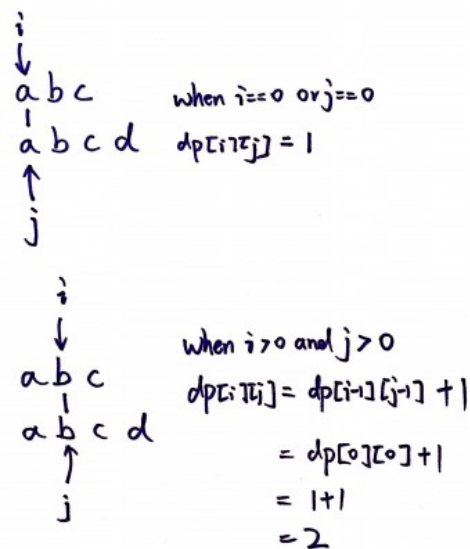 i
a b c
a b c d
j
when i==0 or j==0
dp[i][j] = 1
i
a b c
a b c d
j
when i>0 and j>0
dp[i][j] = dp[i-1][j-1] + 1
= dp[0][0]+1
= 1+1
=2